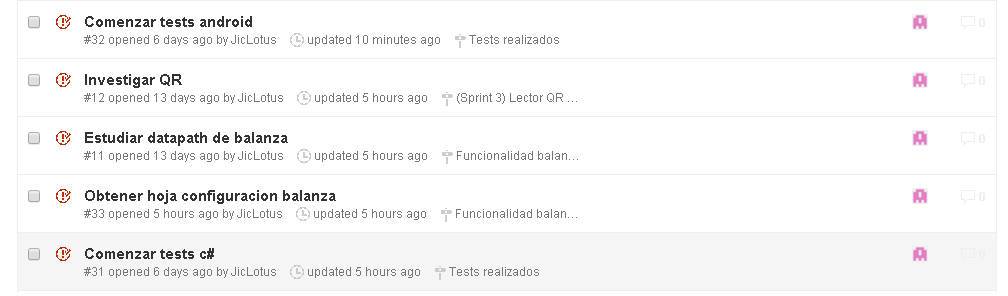 Comenzar tests android
#32 opened 6 days ago by JicLotus updated 10 minutes ago Tests realizados
0
Investigar QR
#12 opened 13 days ago by JicLotus updated 5 hours ago (Sprint 3) Lector QR ...
0
Estudiar datapath de balanza
#11 opened 13 days ago by JicLotus updated 5 hours ago Funcionalidad balan...
0
Obtener hoja configuracion balanza
#33 opened 5 hours ago by JicLotus updated 5 hours ago Funcionalidad balan...
0
Comenzar tests c#
#31 opened 6 days ago by JicLotus updated 5 hours ago Tests realizados
0